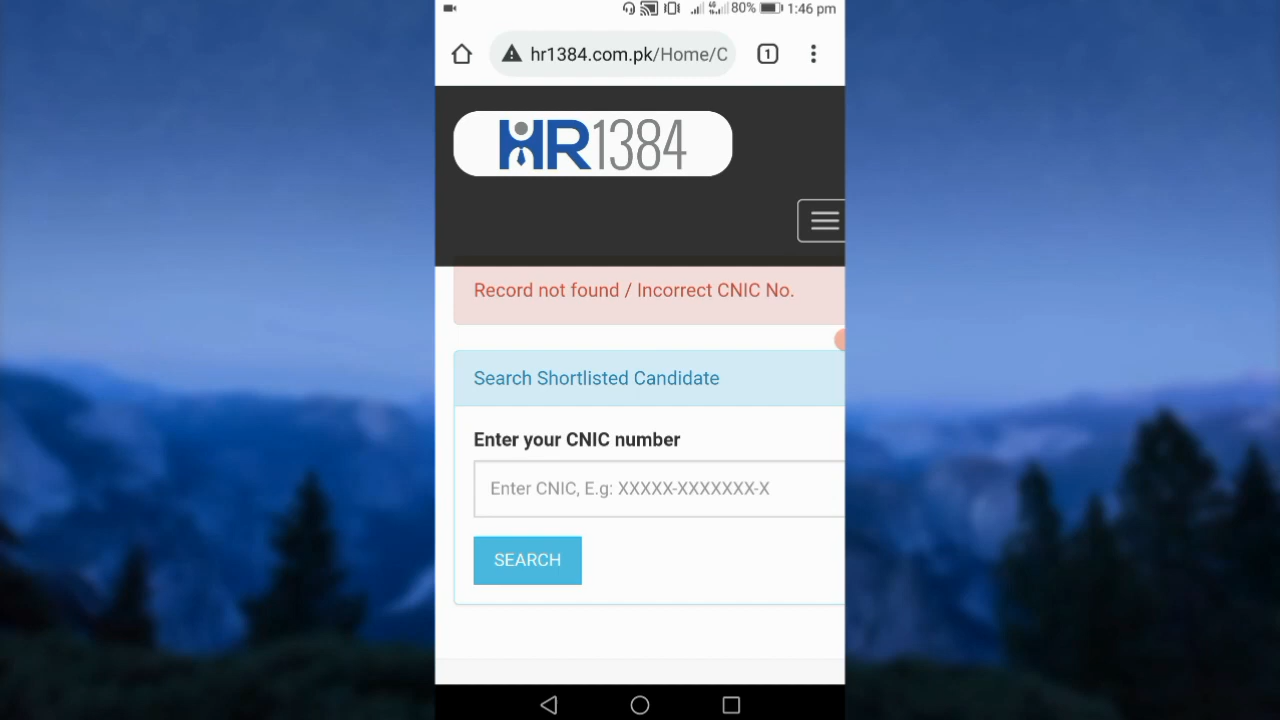 80% 1:46 pm
hr1384.com.pk/Home/C
1
HR1384
Record not found / Incorrect CNIC No.
Search Shortlisted Candidate
Enter your CNIC number
Enter CNIC, E.g: XXXXX-XXXXXXX-X
SEARCH